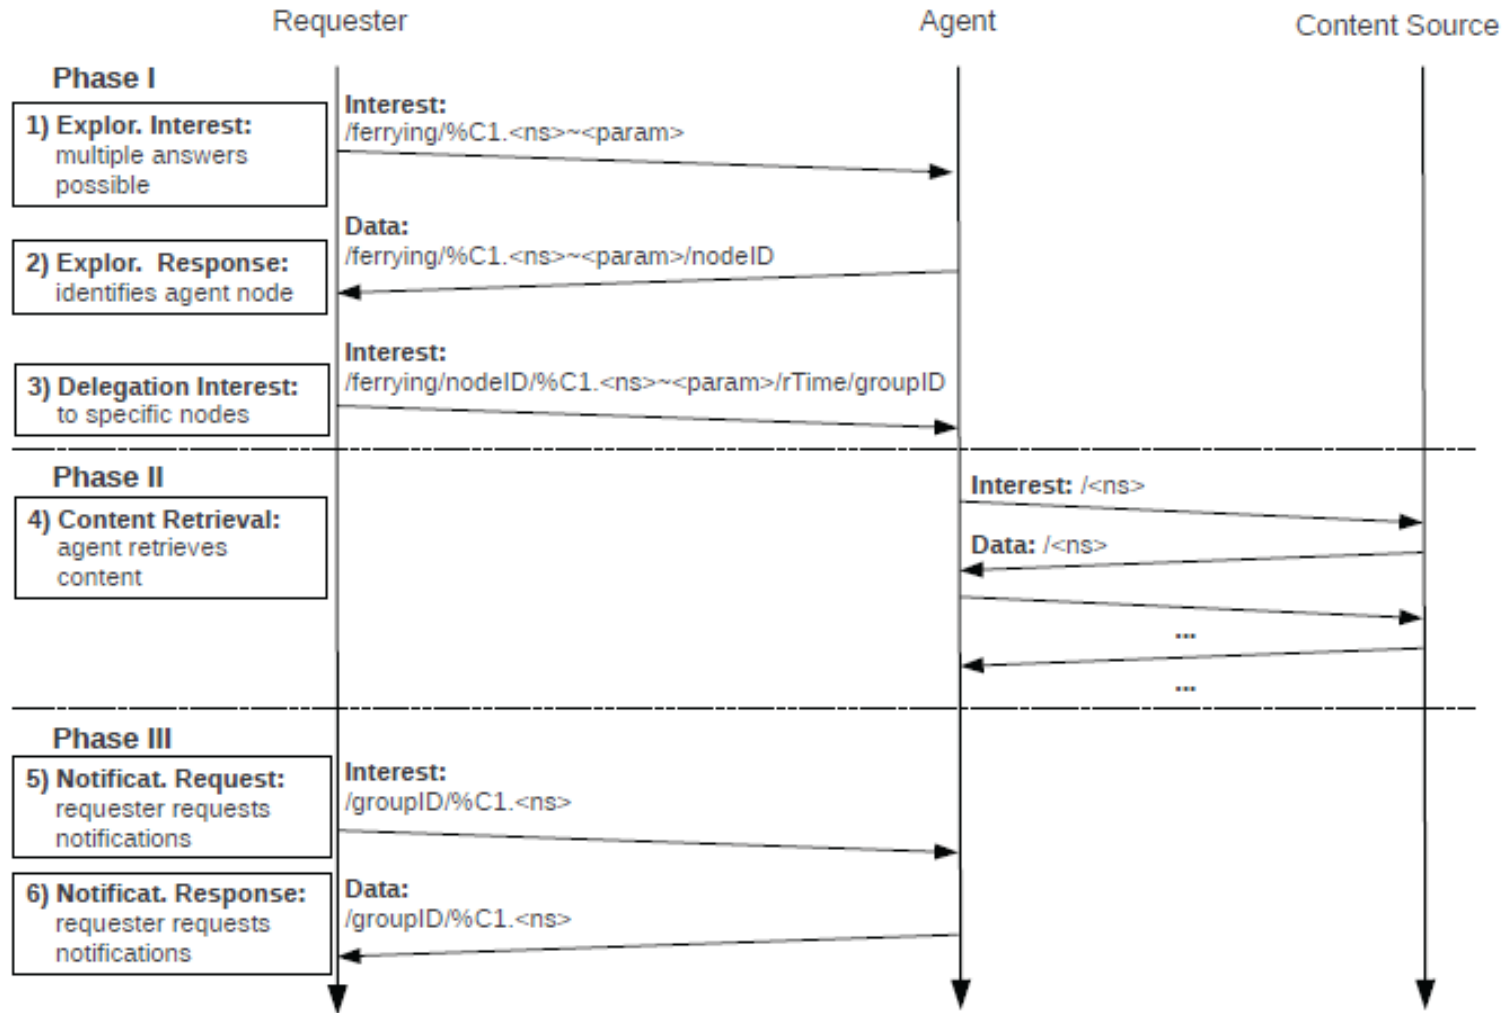 Requester
Agent
Content Source
Phase I
1) Explor. Interest:
multiple answers
possible
Interest:
/ferrying/%C1.<ns>~<param>
2) Explor.  Response:
identifies agent node
Data:
/ferrying/%C1.<ns>~<param>/nodeID
3) Delegation Interest:
to specific nodes
Interest:
/ferrying/nodeID/%C1.<ns>~<param>/rTime/groupID
Phase II
4) Content Retrieval:
agent retrieves
content
Interest: /<ns>
Data: /<ns>
...
...
Phase III
5) Notificat. Request:
requester requests
notifications
Interest:
/groupID/%C1.<ns>
6) Notificat. Response:
requester requests
notifications
Data:
/groupID/%C1.<ns>